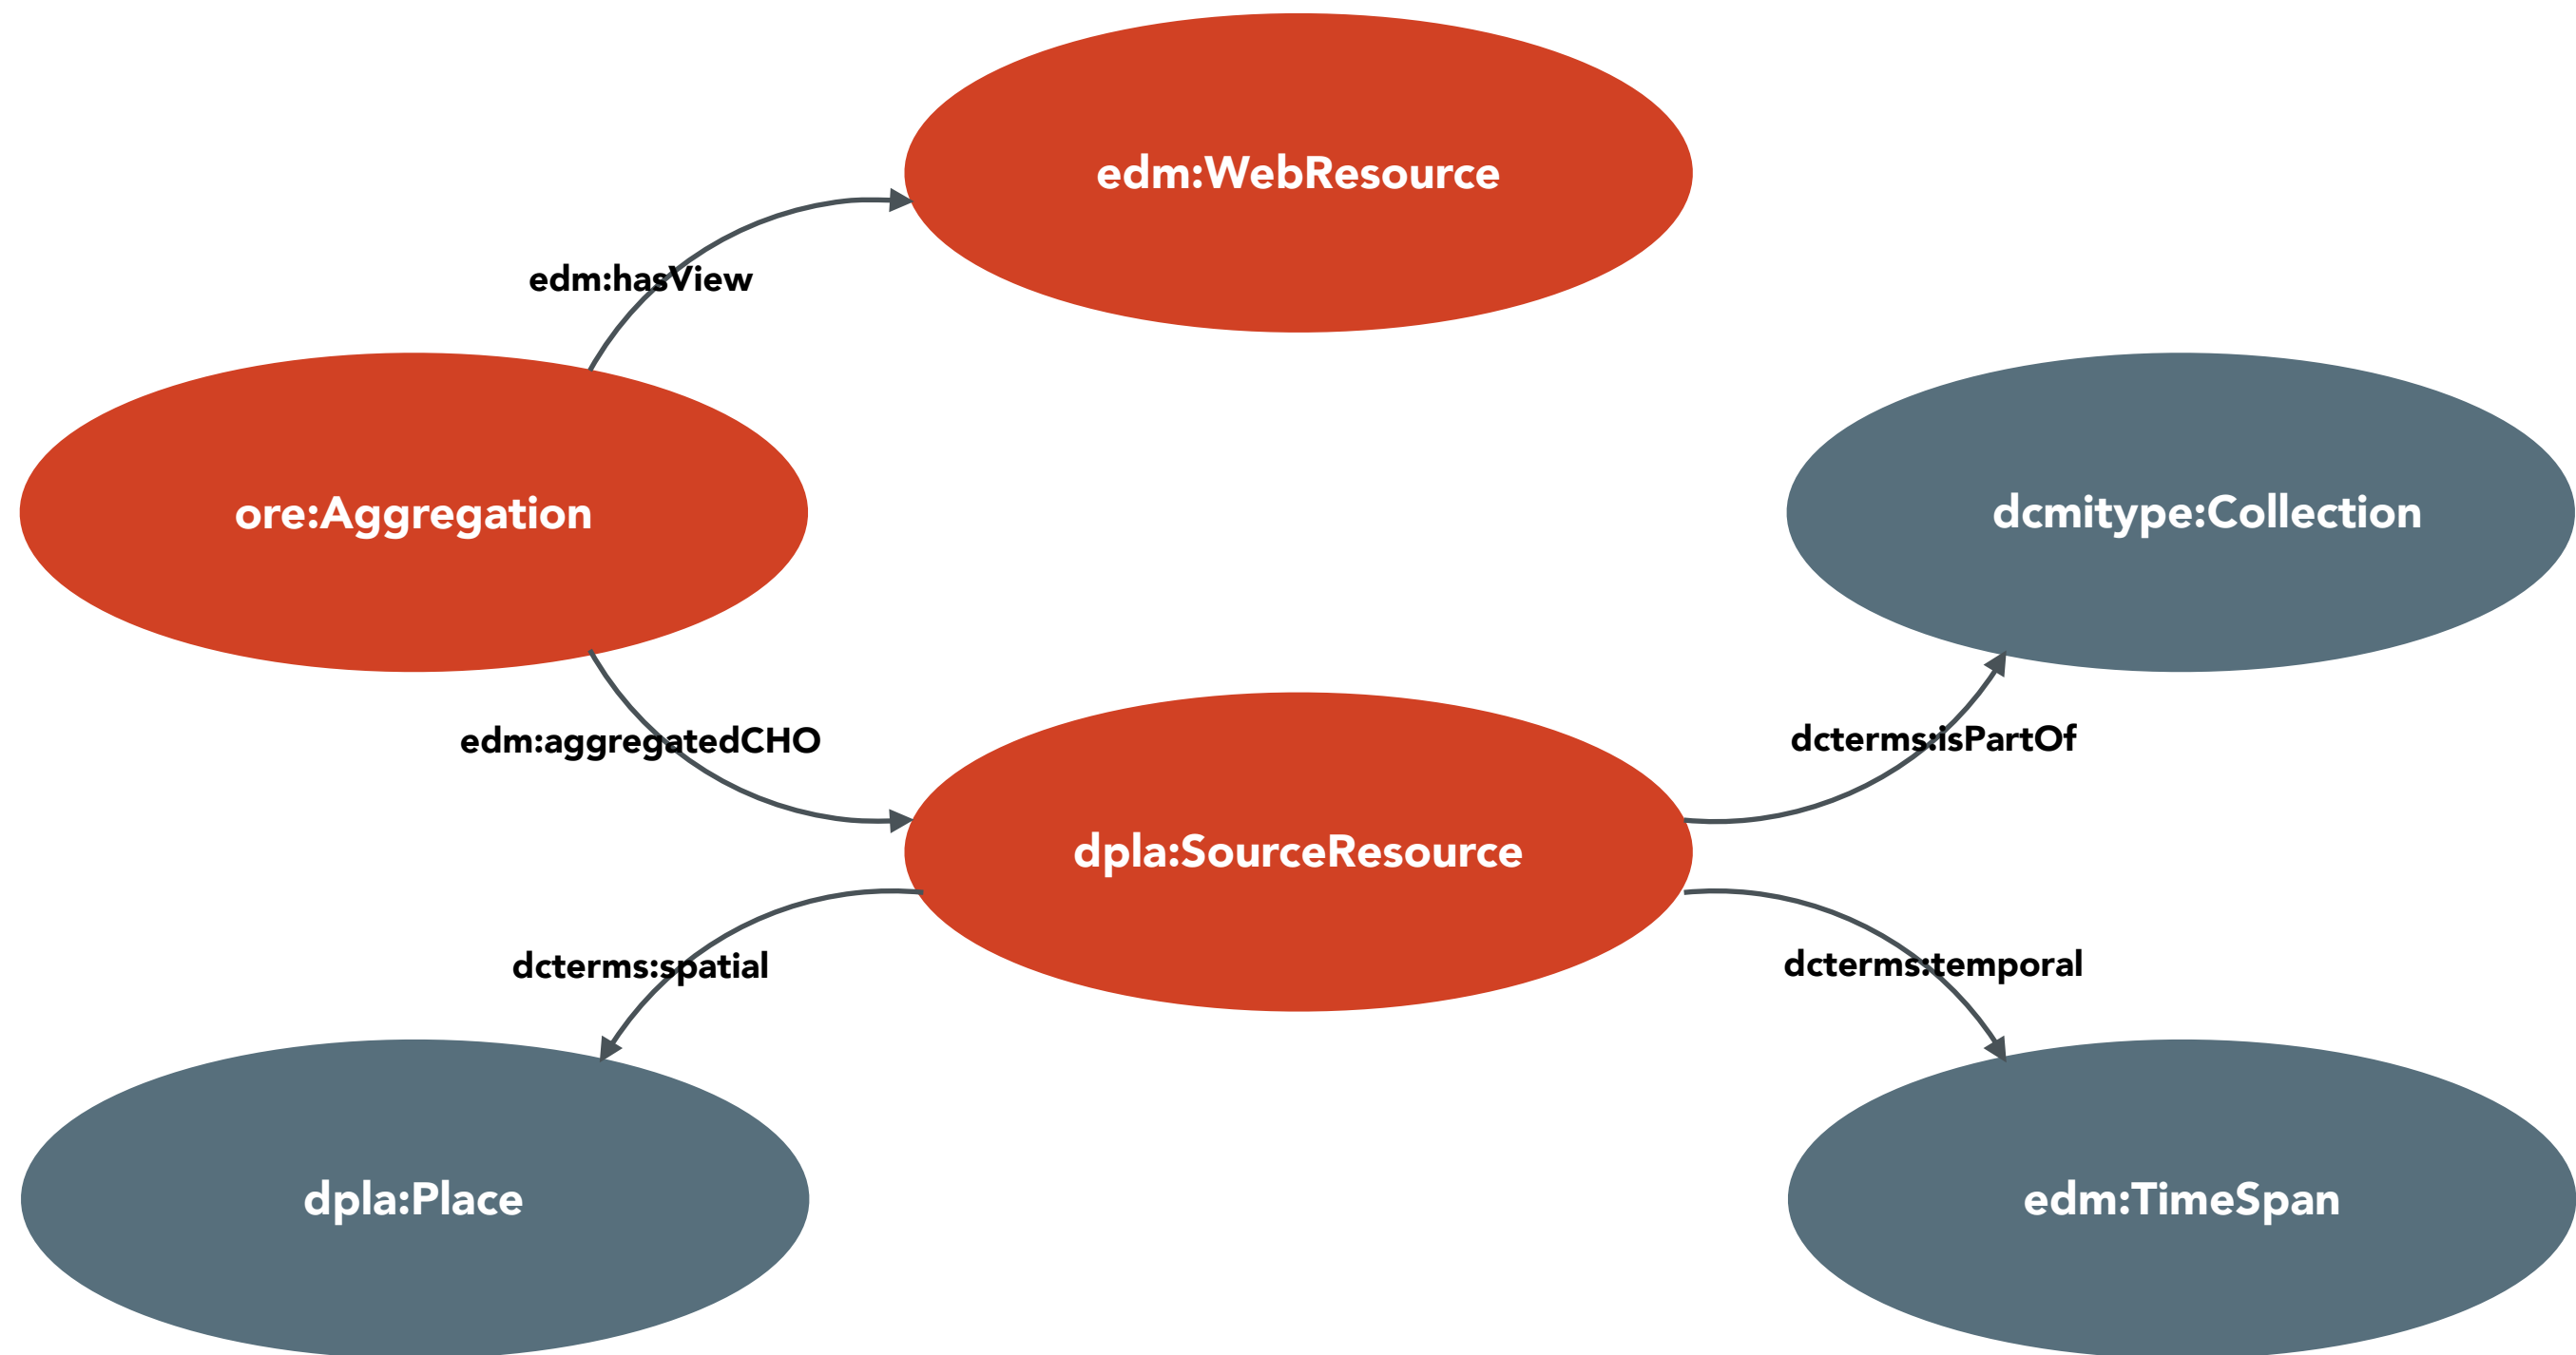 edm:WebResource
edm:hasView
ore:Aggregation
dcmitype:Collection
edm:aggregatedCHO
dcterms:isPartOf
dpla:SourceResource
dcterms:spatial
dcterms:temporal
dpla:Place
edm:TimeSpan